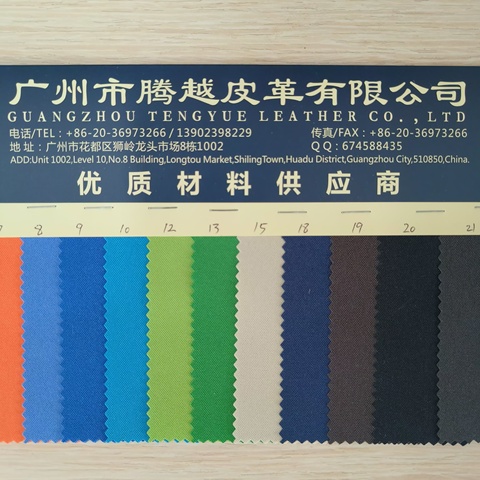 广州市腾越皮革有限公司
GUANGZHOU TENGYUE LEATHER CO., LTD
电话/TEL : +86-20-36973266 / 13902398229 传真/FAX : +86-20-36973266
地 址 : 广州市花都区狮岭龙头市场8栋1002 QQ : 674588435
ADD:Unit 1002,Level 10,No.8 Building,Longtou Market,ShilingTown,Huadu District,Guangzhou City,510850,China.
优质材料供应商
8 9 10 12 13 15 18 19 20 21